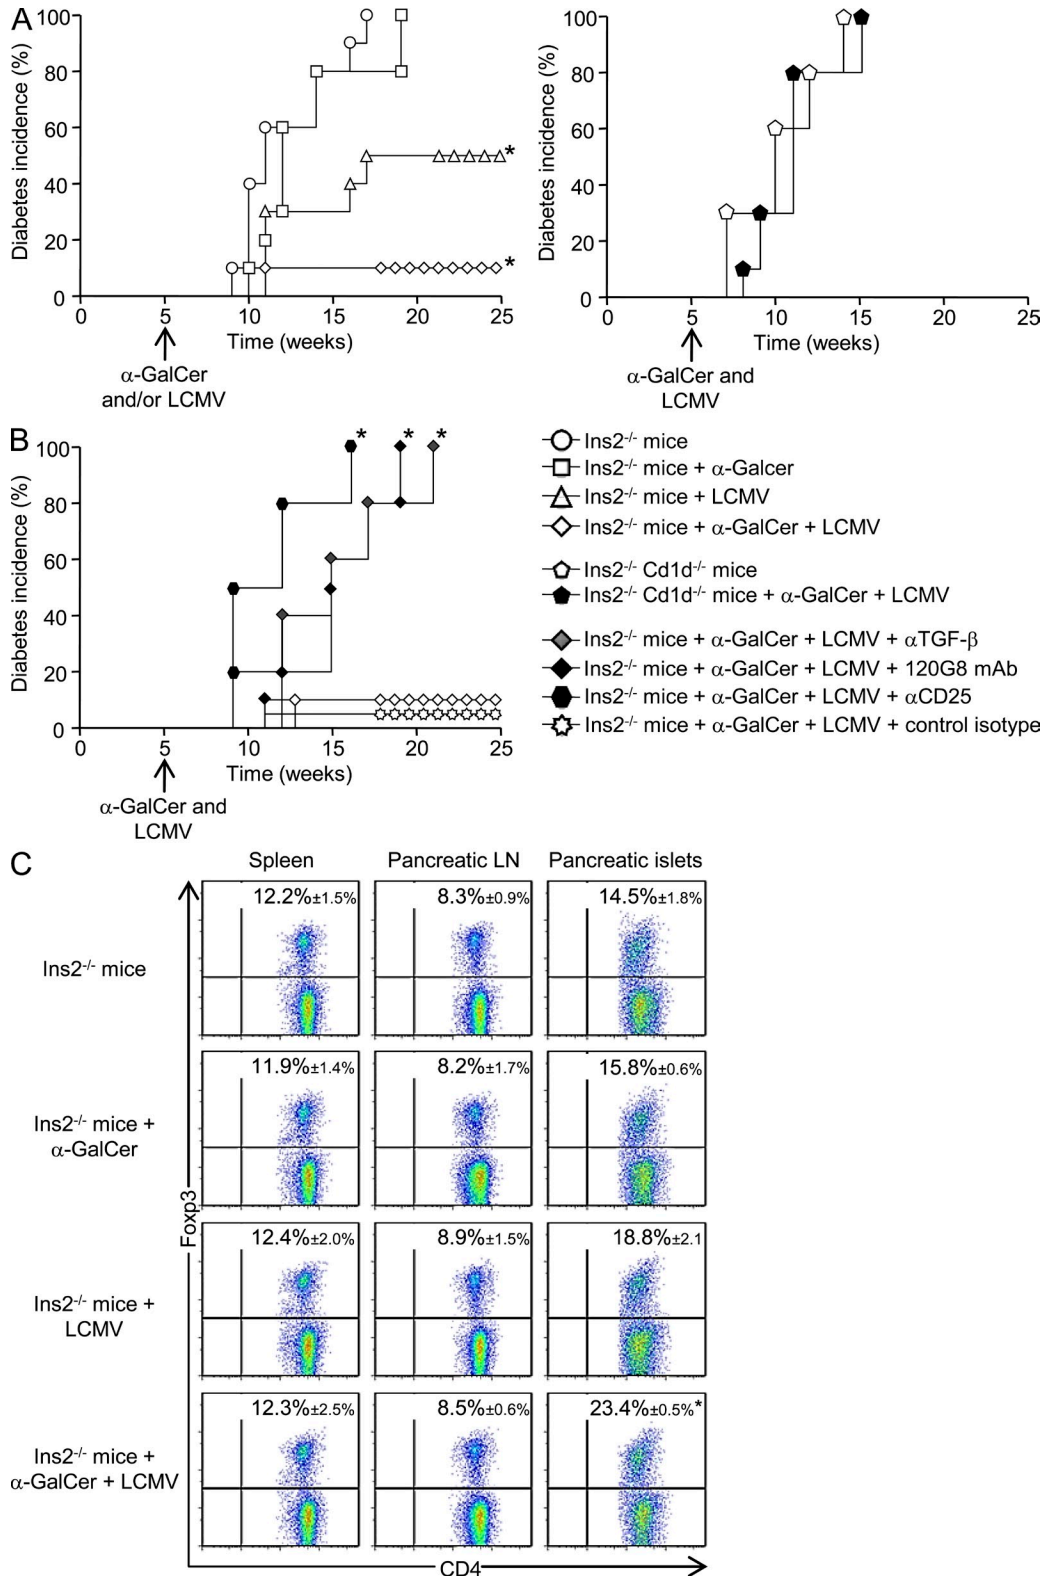 A
Diabetes incidence (%)
100
80
60
40
20
0
*
*
0 5 10 15 20 25
Time (weeks)
α-GalCer
and/or LCMV
Diabetes incidence (%)
100
80
60
40
20
0
0 5 10 15 20 25
Time (weeks)
α-GalCer and
LCMV
B
Diabetes incidence (%)
100
80
60
40
20
0
* * *
0 5 10 15 20 25
Time (weeks)
α-GalCer and
LCMV
Ins2-/- mice
Ins2-/- mice + α-Galcer
Ins2-/- mice + LCMV
Ins2-/- mice + α-GalCer + LCMV
Ins2-/- Cd1d-/- mice
Ins2-/- Cd1d-/- mice + α-GalCer + LCMV
Ins2-/- mice + α-GalCer + LCMV + αTGF-β
Ins2-/- mice + α-GalCer + LCMV + 120G8 mAb
Ins2-/- mice + α-GalCer + LCMV + αCD25
Ins2-/- mice + α-GalCer + LCMV + control isotype
C
Spleen Pancreatic LN Pancreatic islets
12.2%±1.5% 8.3%±0.9% 14.5%±1.8%
Ins2-/- mice
11.9%±1.4% 8.2%±1.7% 15.8%±0.6%
Ins2-/- mice +
α-GalCer
Foxp3
12.4%±2.0% 8.9%±1.5% 18.8%±2.1
Ins2-/- mice +
LCMV
12.3%±2.5% 8.5%±0.6% 23.4%±0.5%*
Ins2-/- mice +
α-GalCer + LCMV
CD4